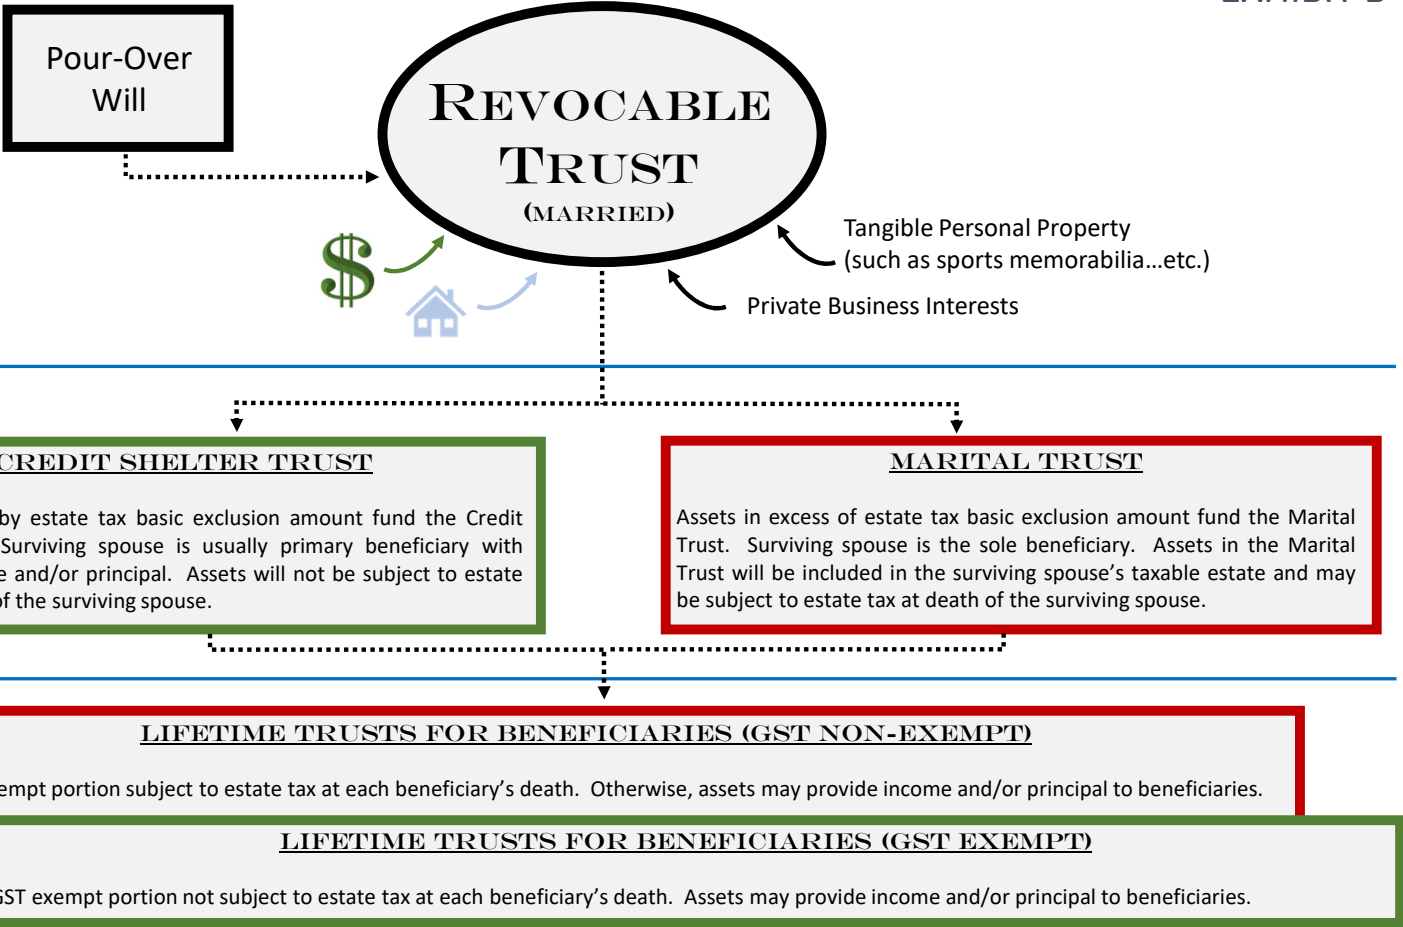 Pour-Over
Will
REVOCABLE
TRUST
(MARRIED)
Tangible Personal Property
(such as sports memorabilia...etc.)
Private Business Interests
CREDIT SHELTER TRUST
by estate tax basic exclusion amount fund the Credit
Surviving spouse is usually primary beneficiary with
and/or principal. Assets will not be subject to estate
of the surviving spouse.
MARITAL TRUST
Assets in excess of estate tax basic exclusion amount fund the Marital
Trust. Surviving spouse is the sole beneficiary. Assets in the Marital
Trust will be included in the surviving spouse's taxable estate and may
be subject to estate tax at death of the surviving spouse.
LIFETIME TRUSTS FOR BENEFICIARIES (GST NON-EXEMPT)
empt portion subject to estate tax at each beneficiary's death. Otherwise, assets may provide income and/or principal to beneficiaries.
LIFETIME TRUSTS FOR BENEFICIARIES (GST EXEMPT)
GST exempt portion not subject to estate tax at each beneficiary's death. Assets may provide income and/or principal to beneficiaries.